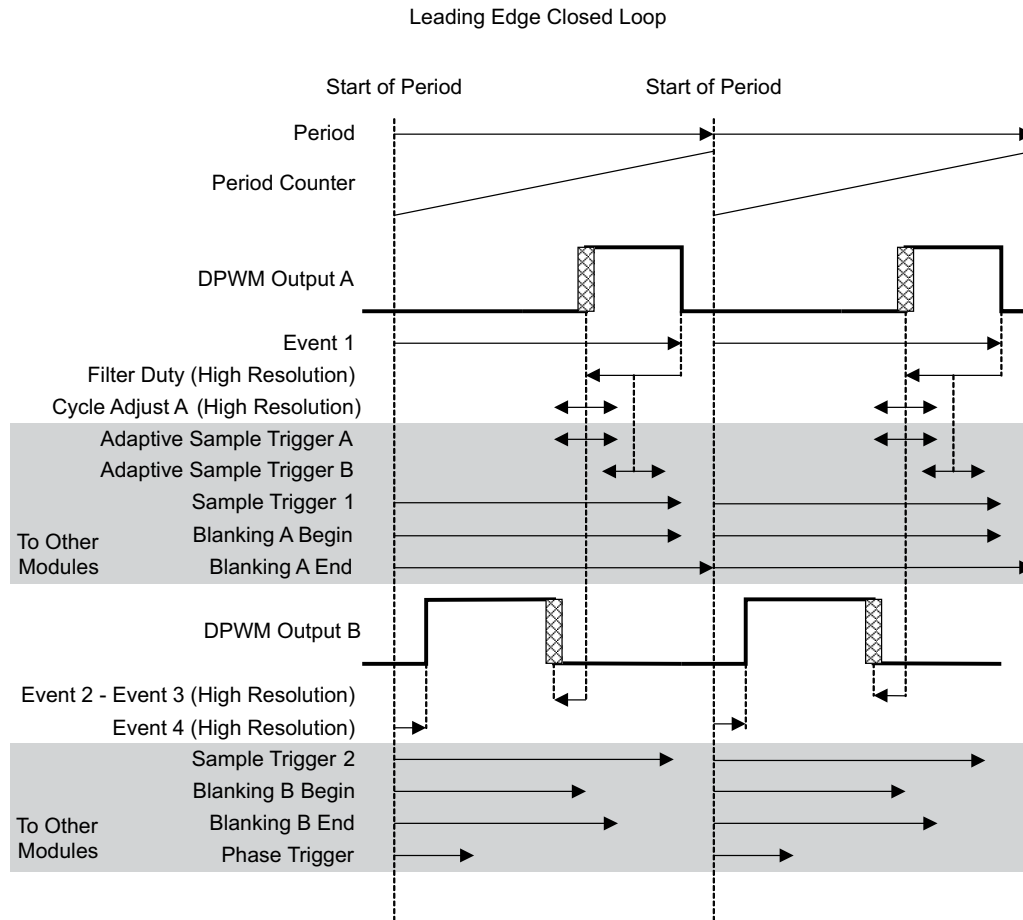 Leading Edge Closed Loop
Start of Period
Start of Period
Period
Period Counter
DPWM Output A
Event 1
Filter Duty (High Resolution)
Cycle Adjust A (High Resolution)
Adaptive Sample Trigger A
Adaptive Sample Trigger B
Sample Trigger 1
Blanking A Begin
To Other
Modules
Blanking A End
DPWM Output B
Event 2 - Event 3 (High Resolution)
Event 4 (High Resolution)
Sample Trigger 2
Blanking B Begin
Blanking B End
To Other
Modules
Phase Trigger